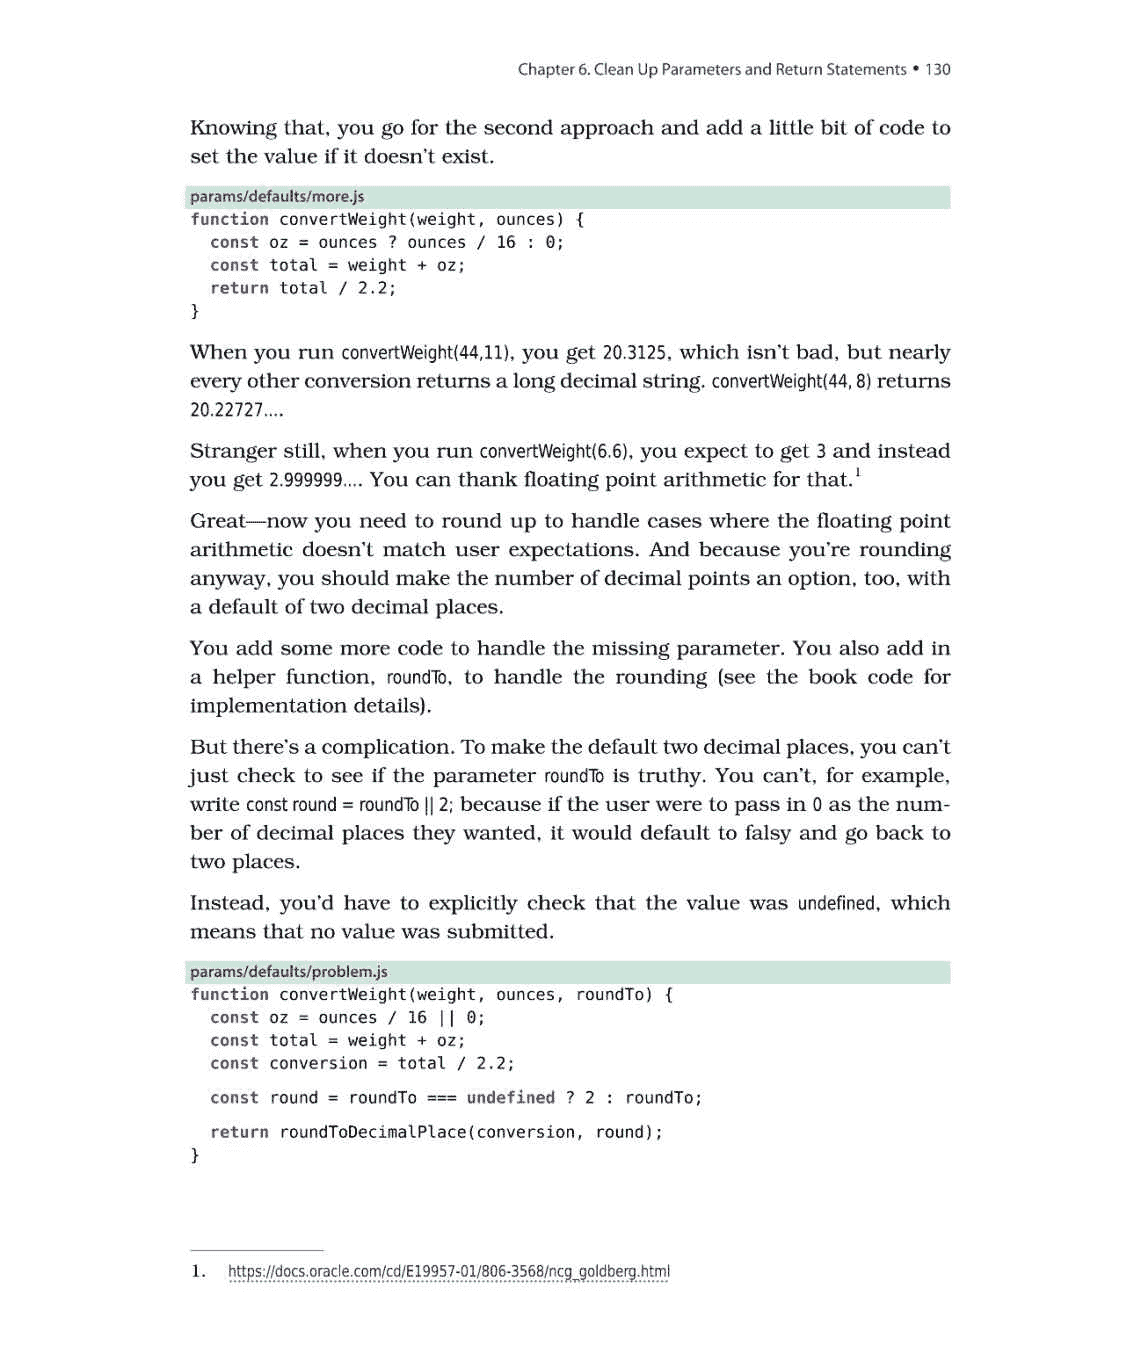 Chapter 6. Clean Up Parameters and Return Statements • 130
Knowing that, you go for the second approach and add a little bit of code to
set the value if it doesn't exist.
params/defaults/more.js
function convertWeight(weight, ounces) {
  const oz = ounces ? ounces / 16 : 0;
  const total = weight + oz;
  return total / 2.2;
}
When you run convertWeight(44,11), you get 20.3125, which isn't bad, but nearly
every other conversion returns a long decimal string. convertWeight(44, 8) returns
20.22727....
Stranger still, when you run convertWeight(6.6), you expect to get 3 and instead
you get 2.999999.... You can thank floating point arithmetic for that.¹
Great—now you need to round up to handle cases where the floating point
arithmetic doesn't match user expectations. And because you're rounding
anyway, you should make the number of decimal points an option, too, with
a default of two decimal places.
You add some more code to handle the missing parameter. You also add in
a helper function, roundTo, to handle the rounding (see the book code for
implementation details).
But there's a complication. To make the default two decimal places, you can't
just check to see if the parameter roundTo is truthy. You can't, for example,
write const round = roundTo || 2; because if the user were to pass in 0 as the num-
ber of decimal places they wanted, it would default to falsy and go back to
two places.
Instead, you'd have to explicitly check that the value was undefined, which
means that no value was submitted.
params/defaults/problem.js
function convertWeight(weight, ounces, roundTo) {
  const oz = ounces / 16 || 0;
  const total = weight + oz;
  const conversion = total / 2.2;
  const round = roundTo === undefined ? 2 : roundTo;
  return roundToDecimalPlace(conversion, round);
}
1. https://docs.oracle.com/cd/E19957-01/806-3568/ncg_goldberg.html